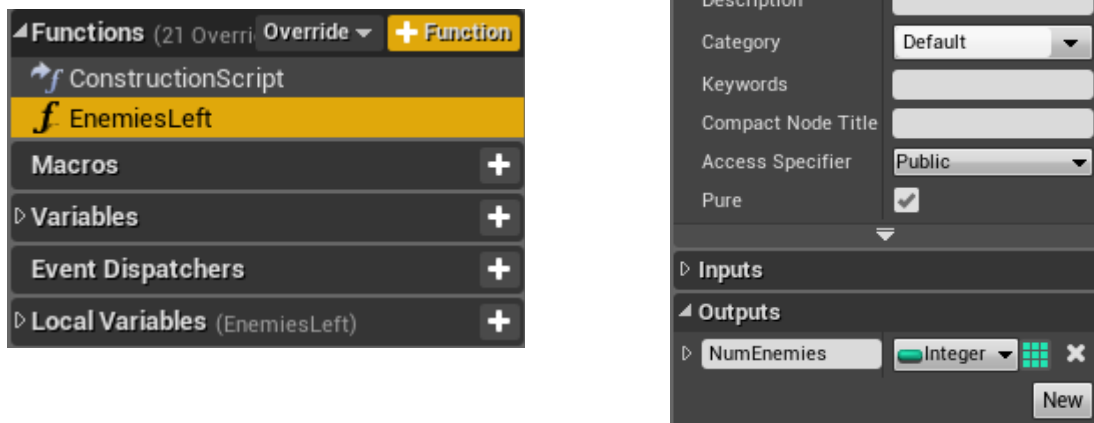 Functions (21 Overri Override + Function
ConstructionScript
f EnemiesLeft
Macros
Variables
Event Dispatchers
Local Variables (EnemiesLeft)
Description
Category Default
Keywords
Compact Node Title
Access Specifier Public
Pure
Inputs
Outputs
NumEnemies Integer
New